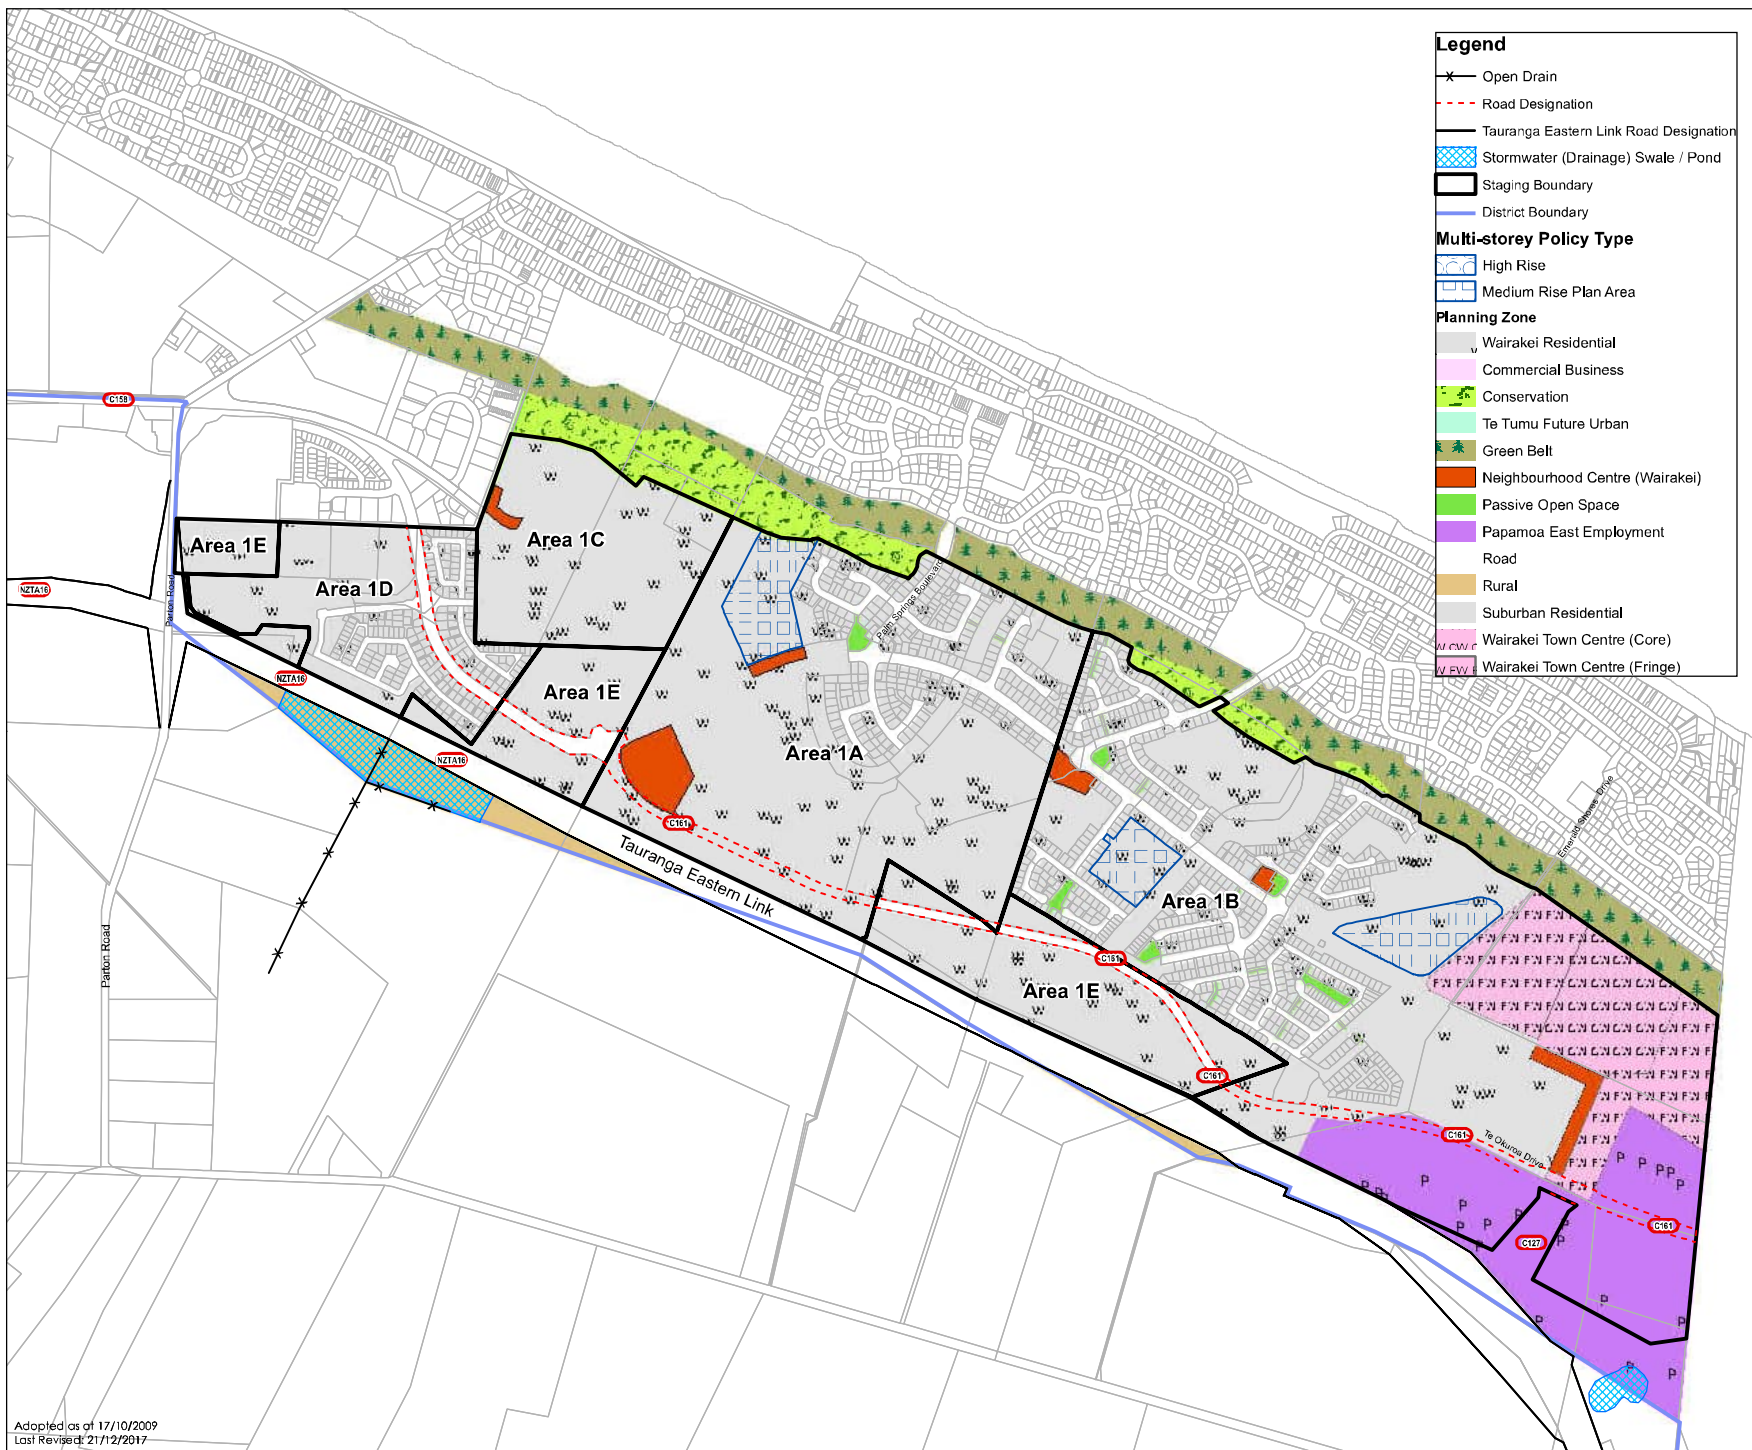 Legend
Open Drain
Road Designation
Tauranga Eastern Link Road Designation
Stormwater (Drainage) Swale / Pond
Staging Boundary
District Boundary
Multi-storey Policy Type
High Rise
Medium Rise Plan Area
Planning Zone
Wairakei Residential
Commercial Business
Conservation
Te Tumu Future Urban
Green Belt
Neighbourhood Centre (Wairakei)
Passive Open Space
Papamoa East Employment
Road
Rural
Suburban Residential
Wairakei Town Centre (Core)
Wairakei Town Centre (Fringe)
C158
NZTA16
Parton Road
Area 1E
Area 1D
Area 1C
Palm Springs Boulevard
NZTA16
Area 1E
NZTA16
Area 1A
C161
Tauranga Eastern Link
Emerald Shores Drive
Area 1B
Parton Road
C161
Area 1E
C161
C161
Te Okuroa Drive
C161
C127
Adopted as at 17/10/2009
Last Revised: 21/12/2017